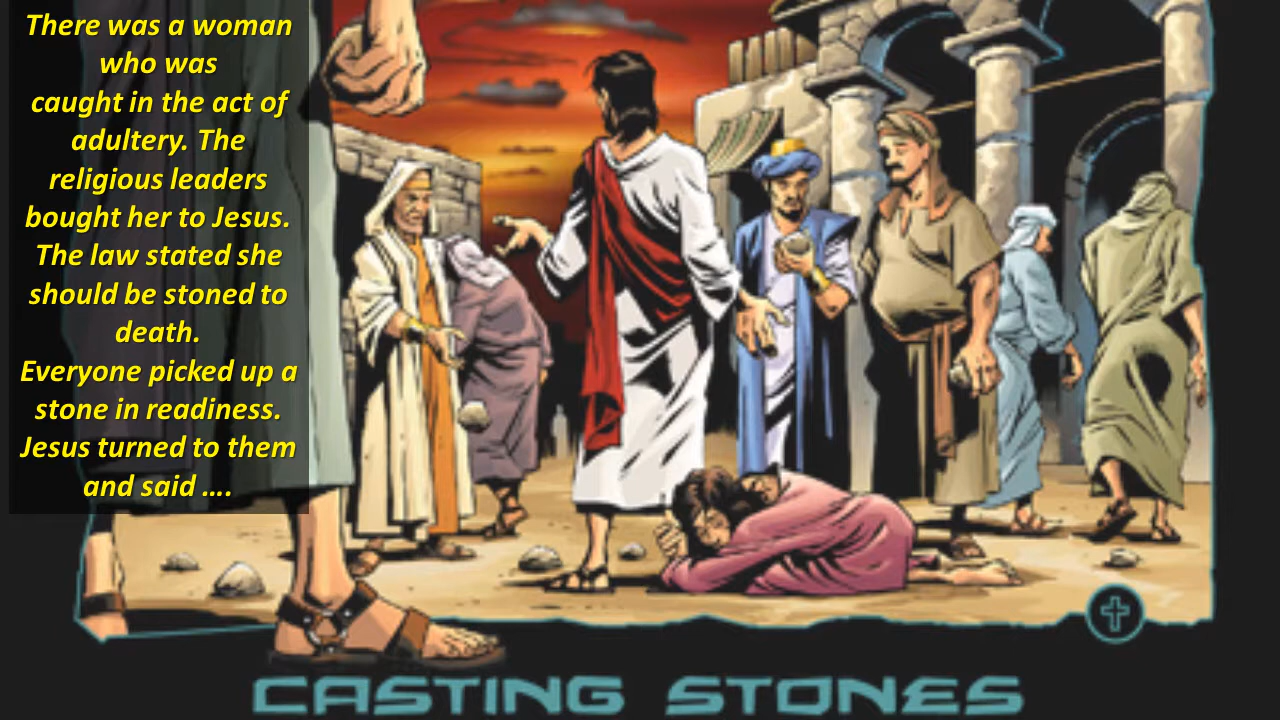 There was a woman
who was
caught in the act of
adultery. The
religious leaders
bought her to Jesus.
The law stated she
should be stoned to
death.
Everyone picked up a
stone in readiness.
Jesus turned to them
and said ....
CASTING STONES